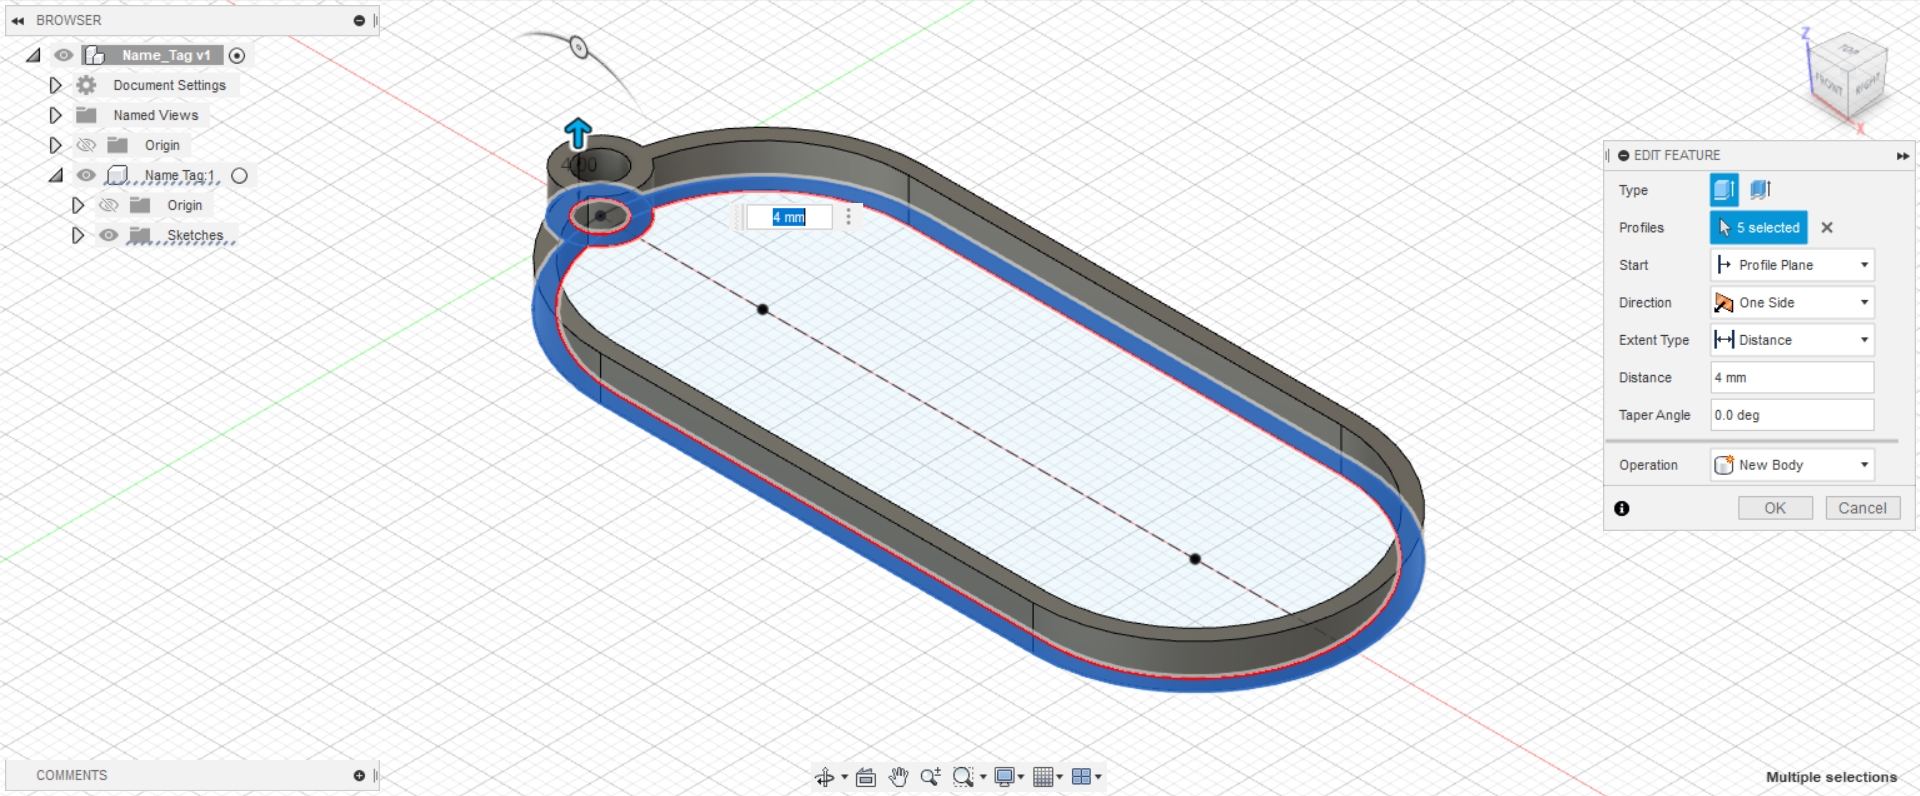 BROWSER
Name_Tag v1
Document Settings
Named Views
Origin
Name Tag:1
Origin
Sketches
4.00
4 mm
Z
TOP
FRONT
RIGHT
X
EDIT FEATURE
Type
Profiles
5 selected
Start
Profile Plane
Direction
One Side
Extent Type
Distance
Distance
4 mm
Taper Angle
0.0 deg
Operation
New Body
OK
Cancel
COMMENTS
Multiple selections